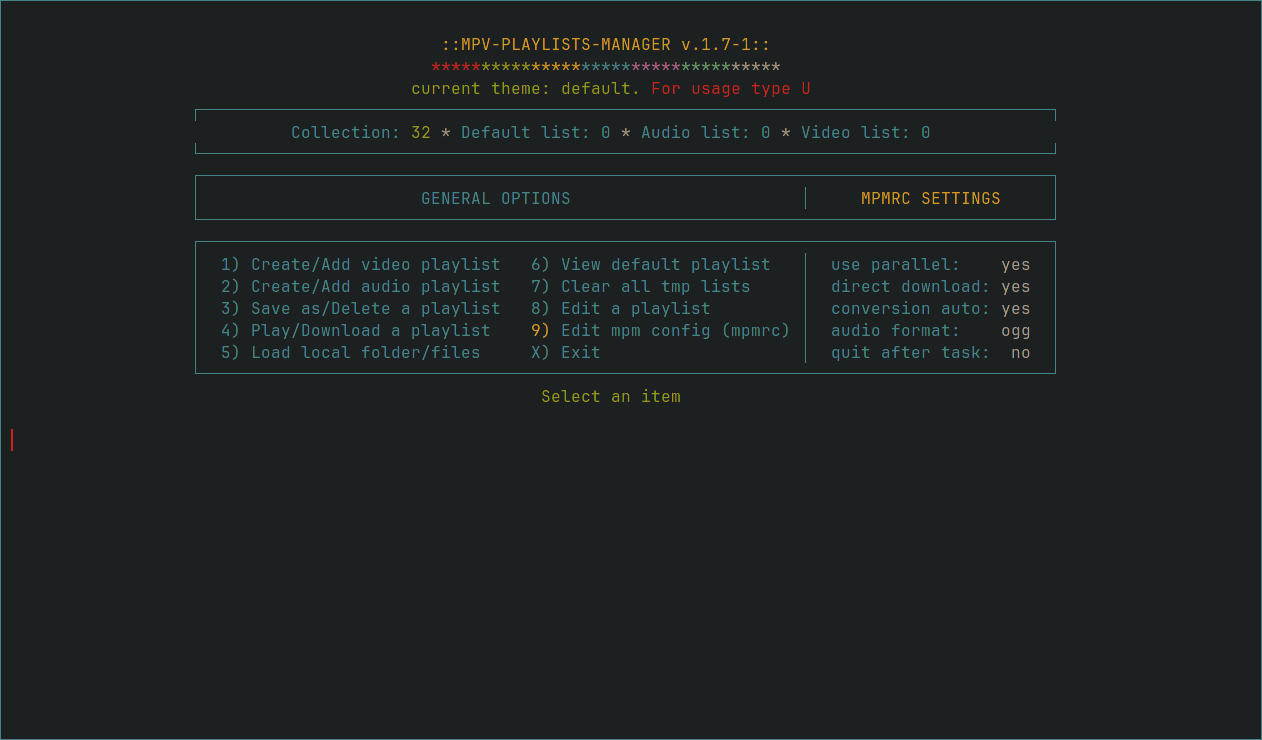 ::MPV-PLAYLISTS-MANAGER v.1.7-1::
***********************************
current theme: default. For usage type U
Collection: 32 * Default list: 0 * Audio list: 0 * Video list: 0
GENERAL OPTIONS MPMRC SETTINGS
1) Create/Add video playlist 6) View default playlist use parallel: yes
2) Create/Add audio playlist 7) Clear all tmp lists direct download: yes
3) Save as/Delete a playlist 8) Edit a playlist conversion auto: yes
4) Play/Download a playlist 9) Edit mpm config (mpmrc) audio format: ogg
5) Load local folder/files X) Exit quit after task: no
Select an item